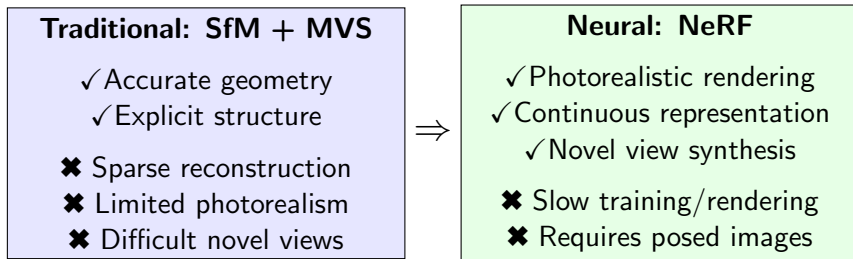 Traditional: SfM + MVS
✓Accurate geometry
✓Explicit structure
✖ Sparse reconstruction
✖ Limited photorealism
✖ Difficult novel views
⇒
Neural: NeRF
✓Photorealistic rendering
✓Continuous representation
✓Novel view synthesis
✖ Slow training/rendering
✖ Requires posed images